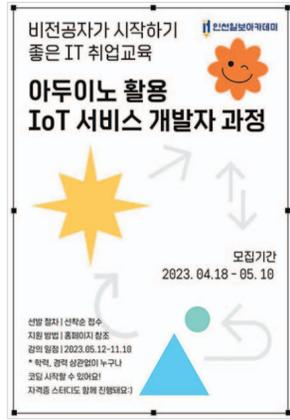 비전공자가 시작하기
좋은 IT 취업교육
인천일보아카데미
아두이노 활용
IoT 서비스 개발자 과정
모집기간
2023.04.18 - 05.10
선발 절차 | 선착순 접수
지원 방법 | 홈페이지 참조
강의 일정 | 2023.05.12-11.10
* 학력, 경력 상관없이 누구나
코딩 시작할 수 있어요!
자격증 스터디도 함께 진행돼요:)